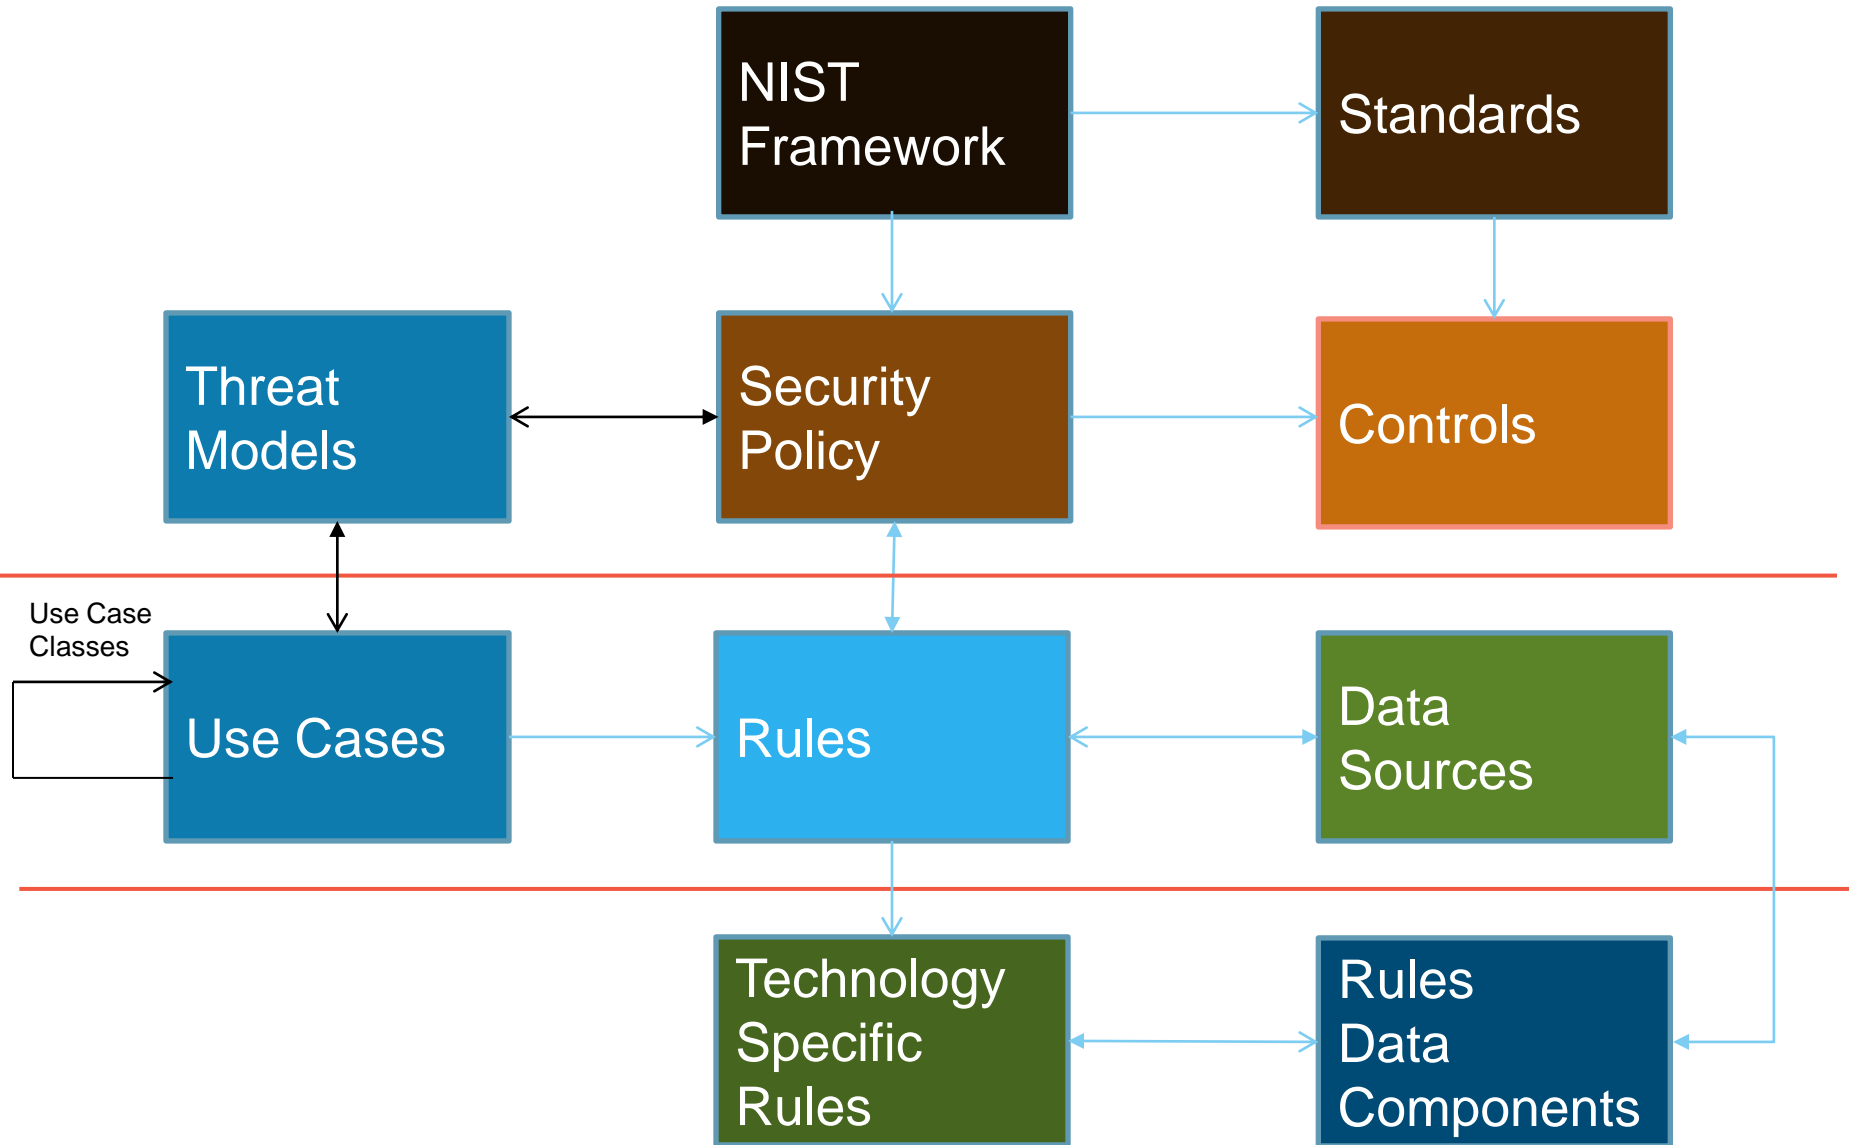 NIST
Framework
Standards
Threat
Models
Security
Policy
Controls
Use Case
Classes
Use Cases
Rules
Data
Sources
Technology
Specific
Rules
Rules
Data
Components